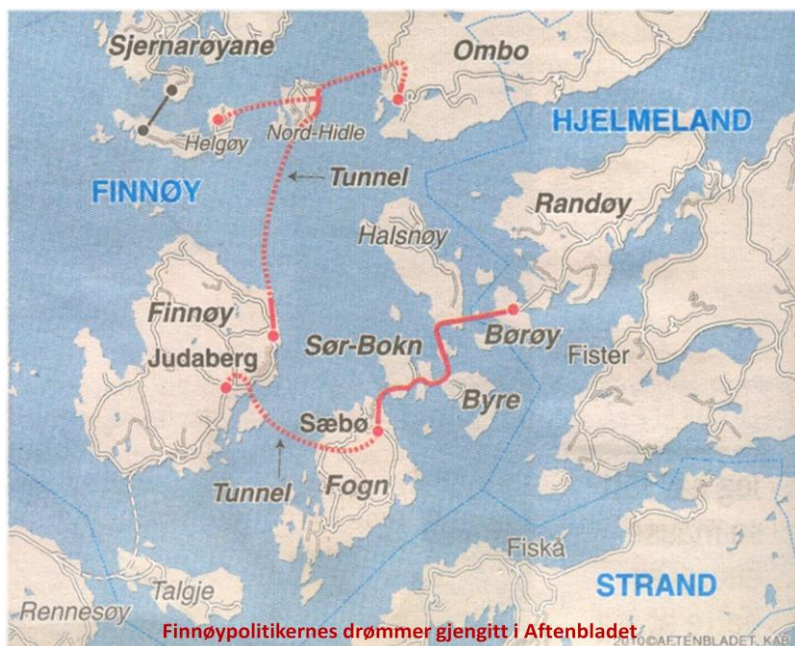 Sjernarøyane
Ombo
Helgøy
Nord-Hidle
HJELMELAND
FINNØY
Tunnel
Randøy
Halsnøy
Finnøy
Judaberg
Sør-Bokn
Børøy
Fister
Byre
Sæbø
Tunnel
Fogn
Fiskå
Talgje
STRAND
Rennesøy
Finnøypolitikernes drømmer gjengitt i Aftenbladet
2010©AFTENBLADET, KAB